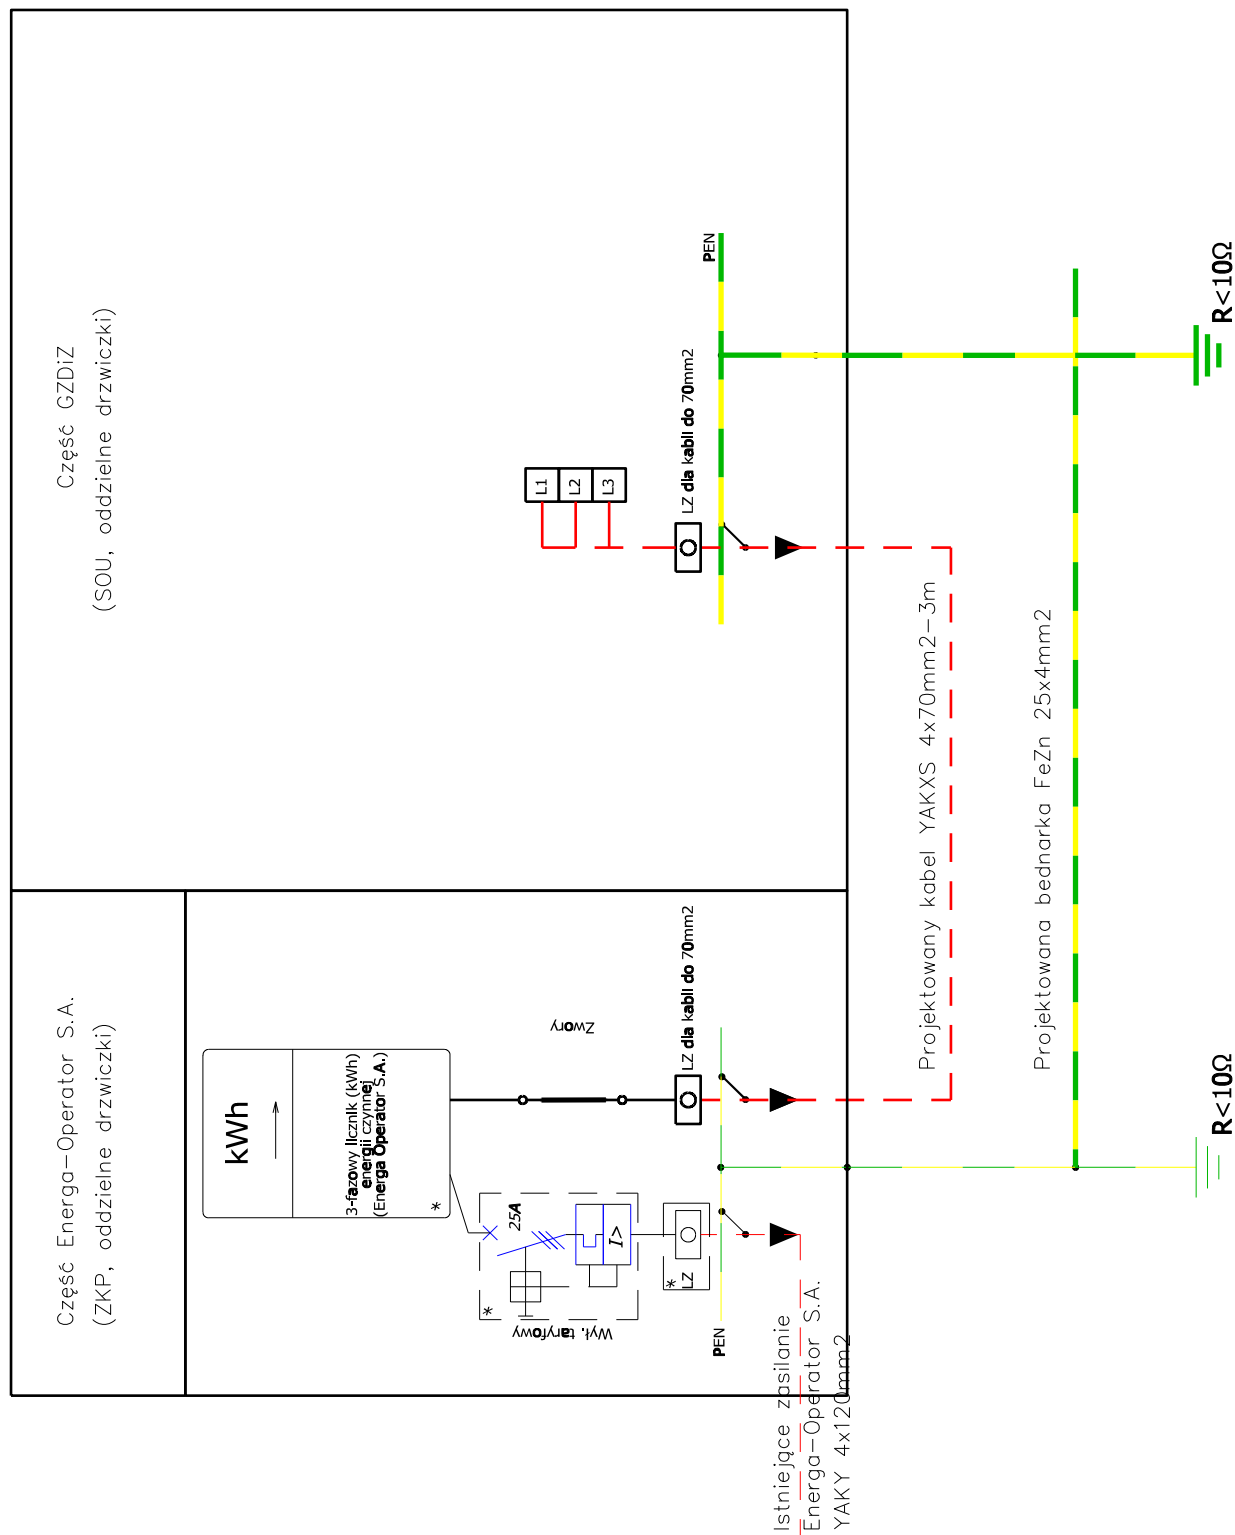 Część GZDiZ
(SOU, oddzielne drzwiczki)
L1
L2
L3
LZ dla kabli do 70mm2
PEN
R<10Ω
Projektowany kabel YAKXS 4x70mm2-3m
Projektowana bednarka FeZn 25x4mm2
Część Energa-Operator S.A.
(ZKP, oddzielne drzwiczki)
kWh
3-fazowy licznik (kWh)
energii czynnej
(Energa Operator S.A.)
*
Zwory
LZ dla kabli do 70mm2
25A
I>
*
Wył. taryfowy
*
LZ
PEN
R<10Ω
Istniejące zasilanie
Energa-Operator S.A.
YAKY 4x120mm2